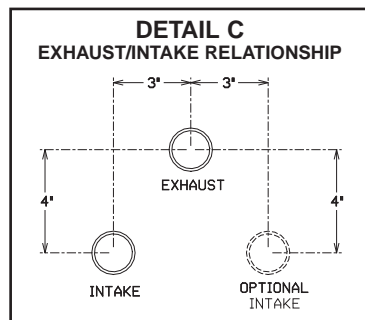 DETAIL C
EXHAUST/INTAKE RELATIONSHIP
3" 3"
EXHAUST
4" 4"
INTAKE
OPTIONAL
INTAKE